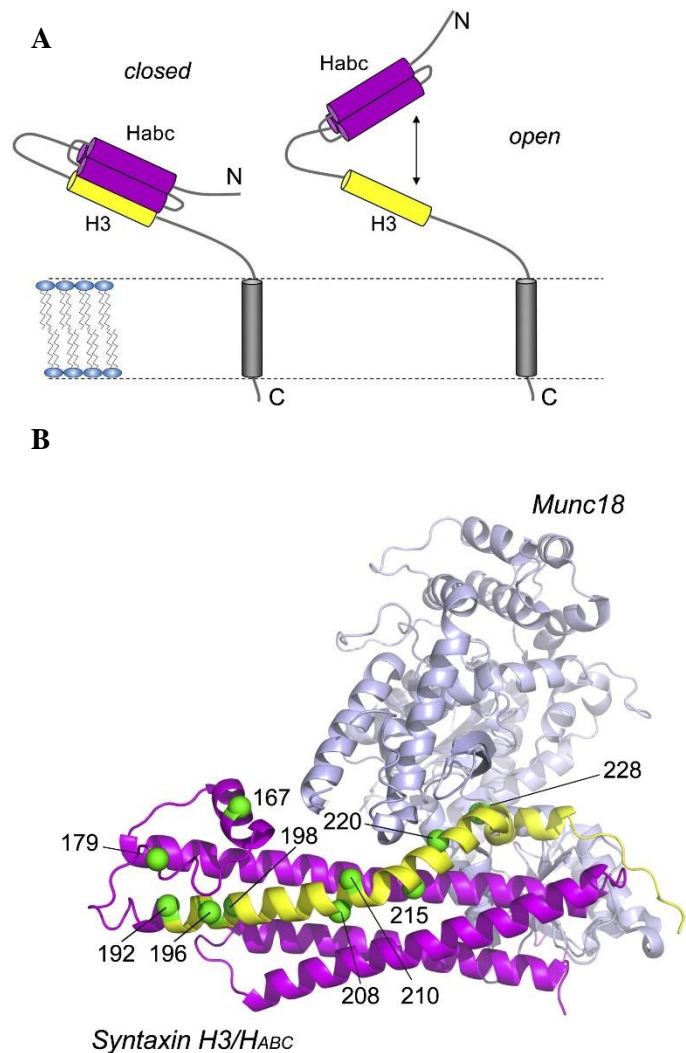 A
closed
Habc
N
H3
C
N
Habc
open
H3
C
B
Munc18
167
179
198
220
228
192
196
208
210
215
Syntaxin H3/HABC